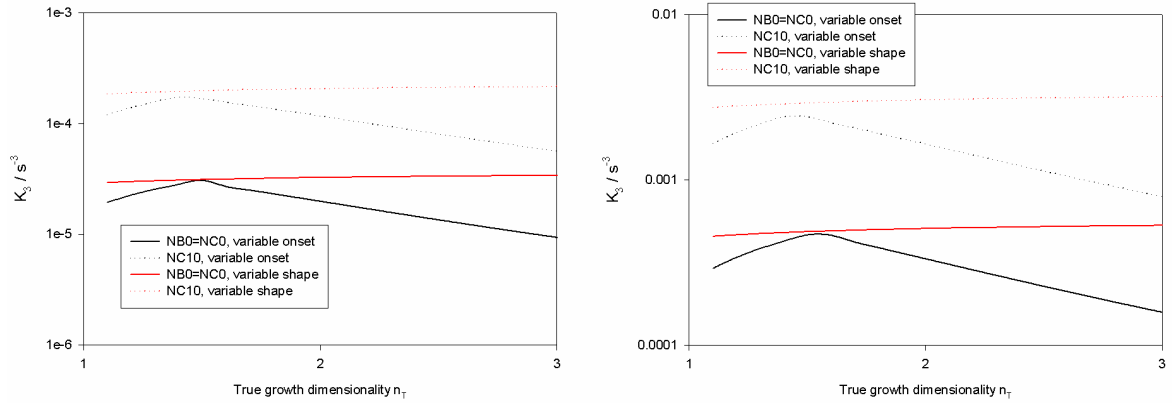 1e-3
1e-4
1e-5
1e-6
K3 / s-3
NB0=NC0, variable onset
NC10, variable onset
NB0=NC0, variable shape
NC10, variable shape
1
2
3
True growth dimensionality nT
0.01
0.001
0.0001
K3 / s-3
NB0=NC0, variable onset
NC10, variable onset
NB0=NC0, variable shape
NC10, variable shape
1
2
3
True growth dimensionality nT